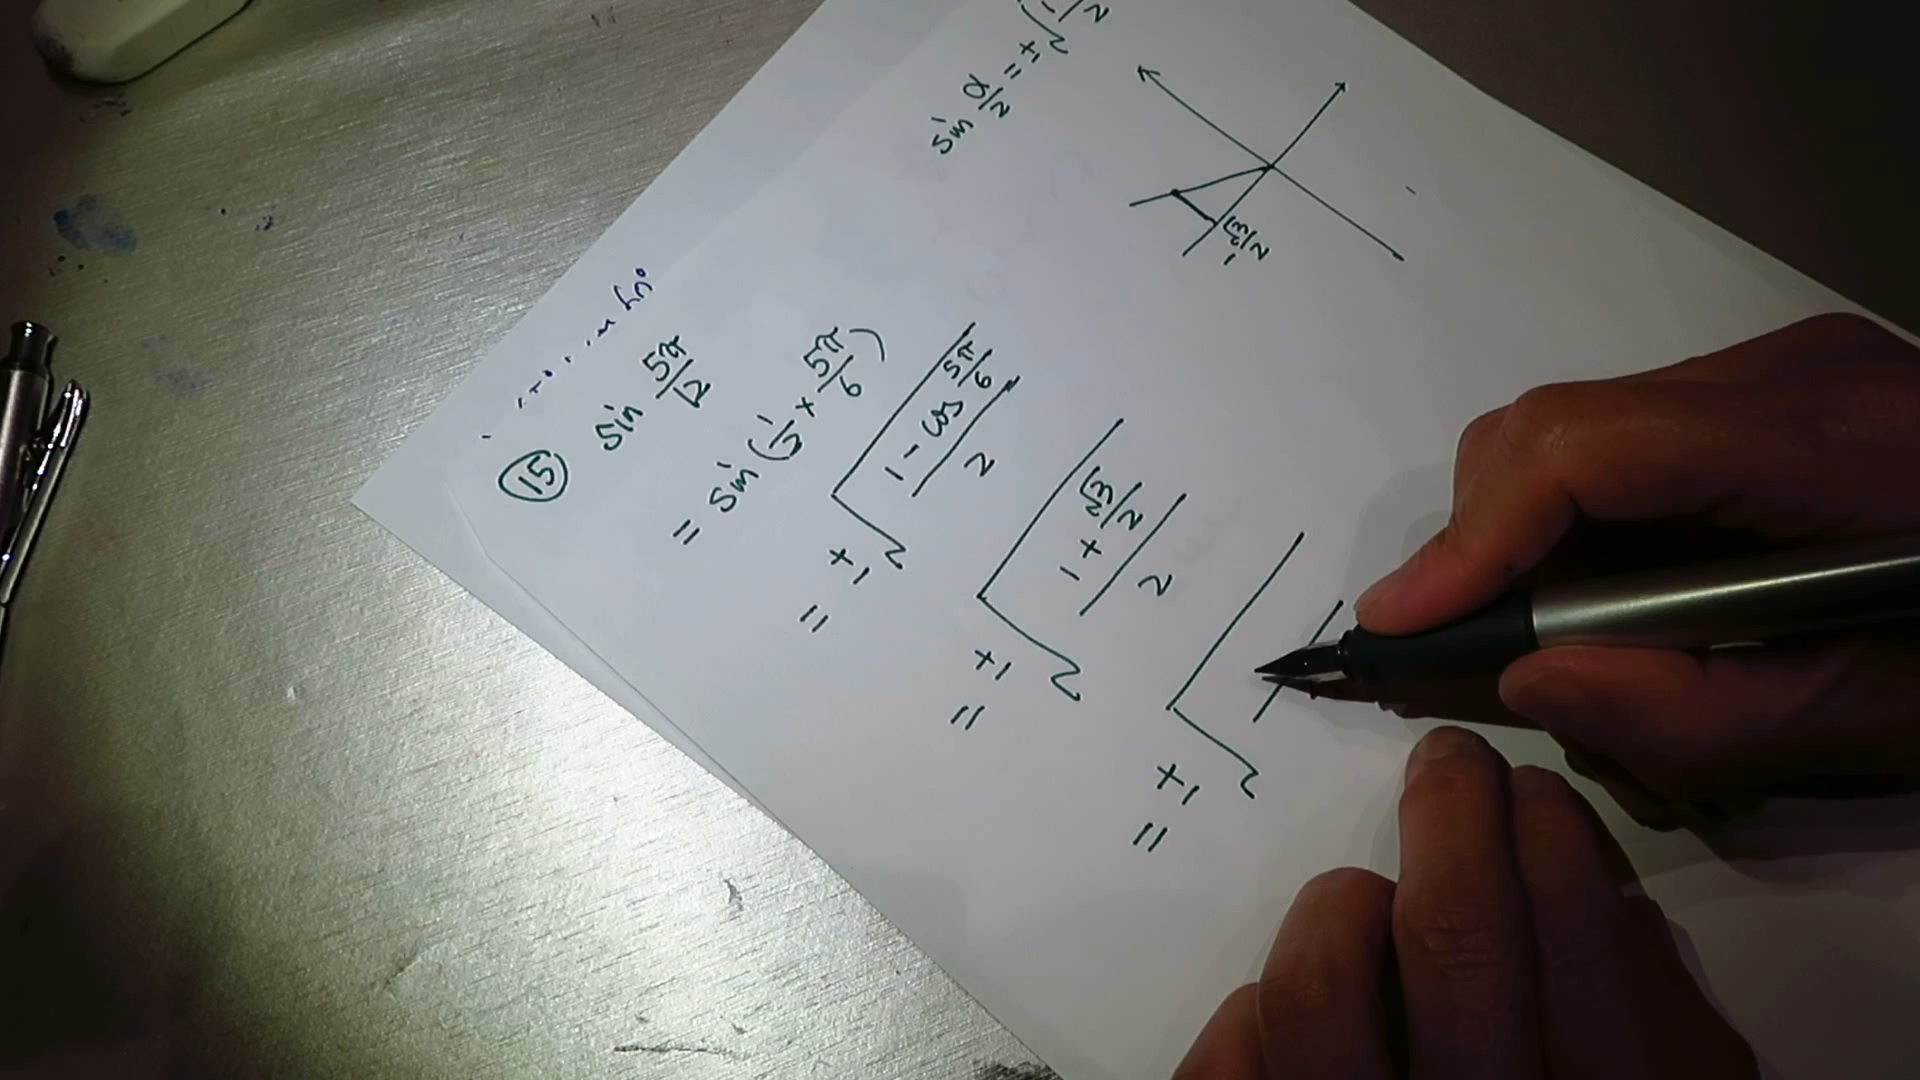 sin α/2 = ±√
√3/2
⑮ sin 5π/12
= sin (1/2 × 5π/6)
= ±√((1 - cos 5π/6)/2)
= ±√((1 + √3/2)/2)
= ±√